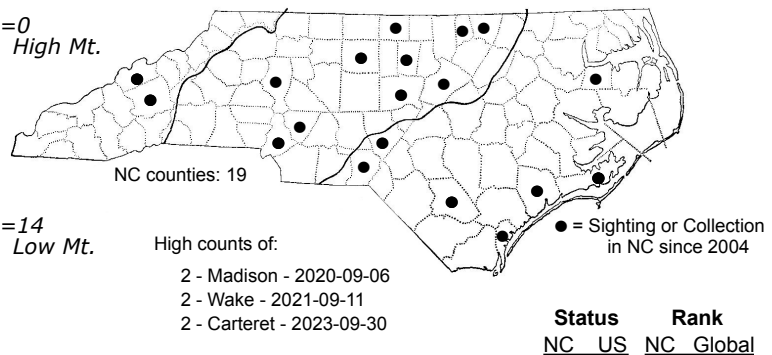 =0
High Mt.
NC counties: 19
=14
Low Mt.
High counts of:
2 - Madison - 2020-09-06
2 - Wake - 2021-09-11
2 - Carteret - 2023-09-30
● = Sighting or Collection
in NC since 2004
Status Rank
NC US NC Global